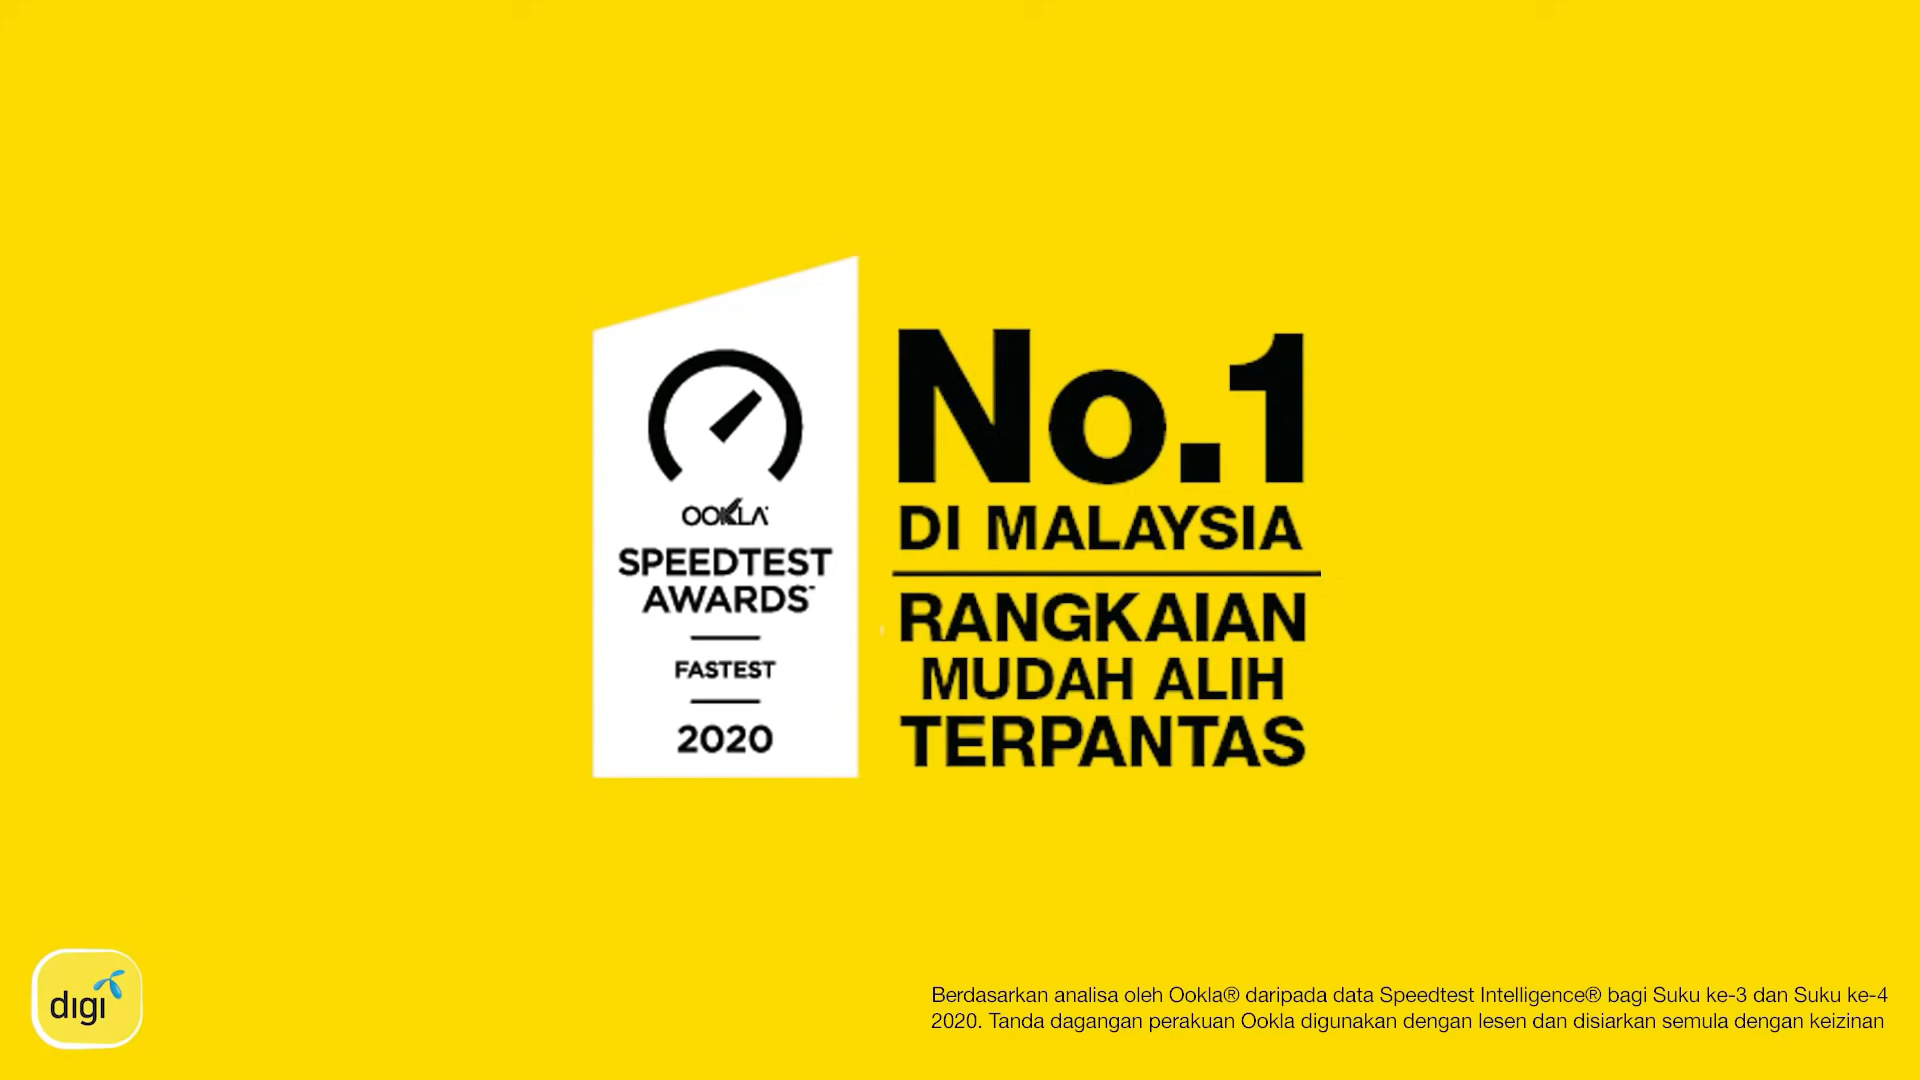 OOKLA®
SPEEDTEST
AWARDS™
FASTEST
2020
No.1
DI MALAYSIA
RANGKAIAN
MUDAH ALIH
TERPANTAS
digi
Berdasarkan analisa oleh Ookla® daripada data Speedtest Intelligence® bagi Suku ke-3 dan Suku ke-4
2020. Tanda dagangan perakuan Ookla digunakan dengan lesen dan disiarkan semula dengan keizinan